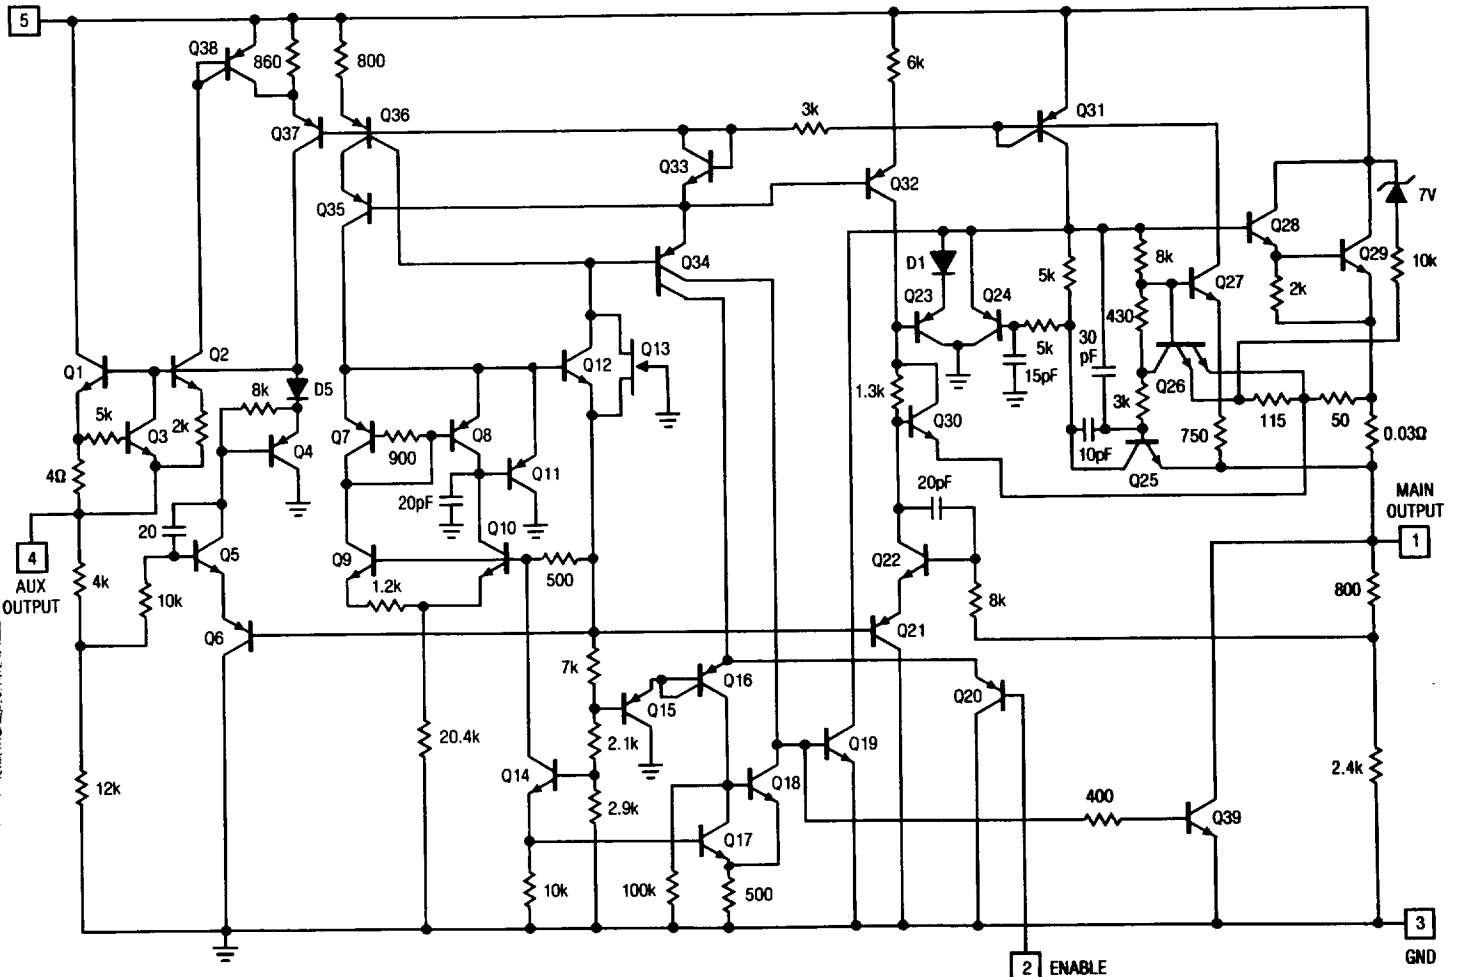 5
Q38
860
800
6k
Q37
Q36
3k
Q31
Q33
Q32
Q35
Q28
7V
Q34
D1
8k
Q29
10k
5k
Q27
Q23
Q24
2k
430
30
pF
5k
Q1
Q2
Q12
Q13
15pF
Q26
8k
D5
1.3k
3k
5k
Q3
2k
Q7
900
Q8
Q30
115
50
10pF
750
0.03Ω
Q4
4Ω
Q11
20pF
20pF
Q25
MAIN
OUTPUT
20
Q5
Q10
Q9
500
Q22
1
4
AUX
OUTPUT
4k
10k
1.2k
8k
800
Q6
Q21
7k
Q16
Q15
Q20
20.4k
2.1k
Q19
Q14
12k
2.9k
Q18
2.4k
400
Q39
Q17
10k
100k
500
3
GND
2 ENABLE